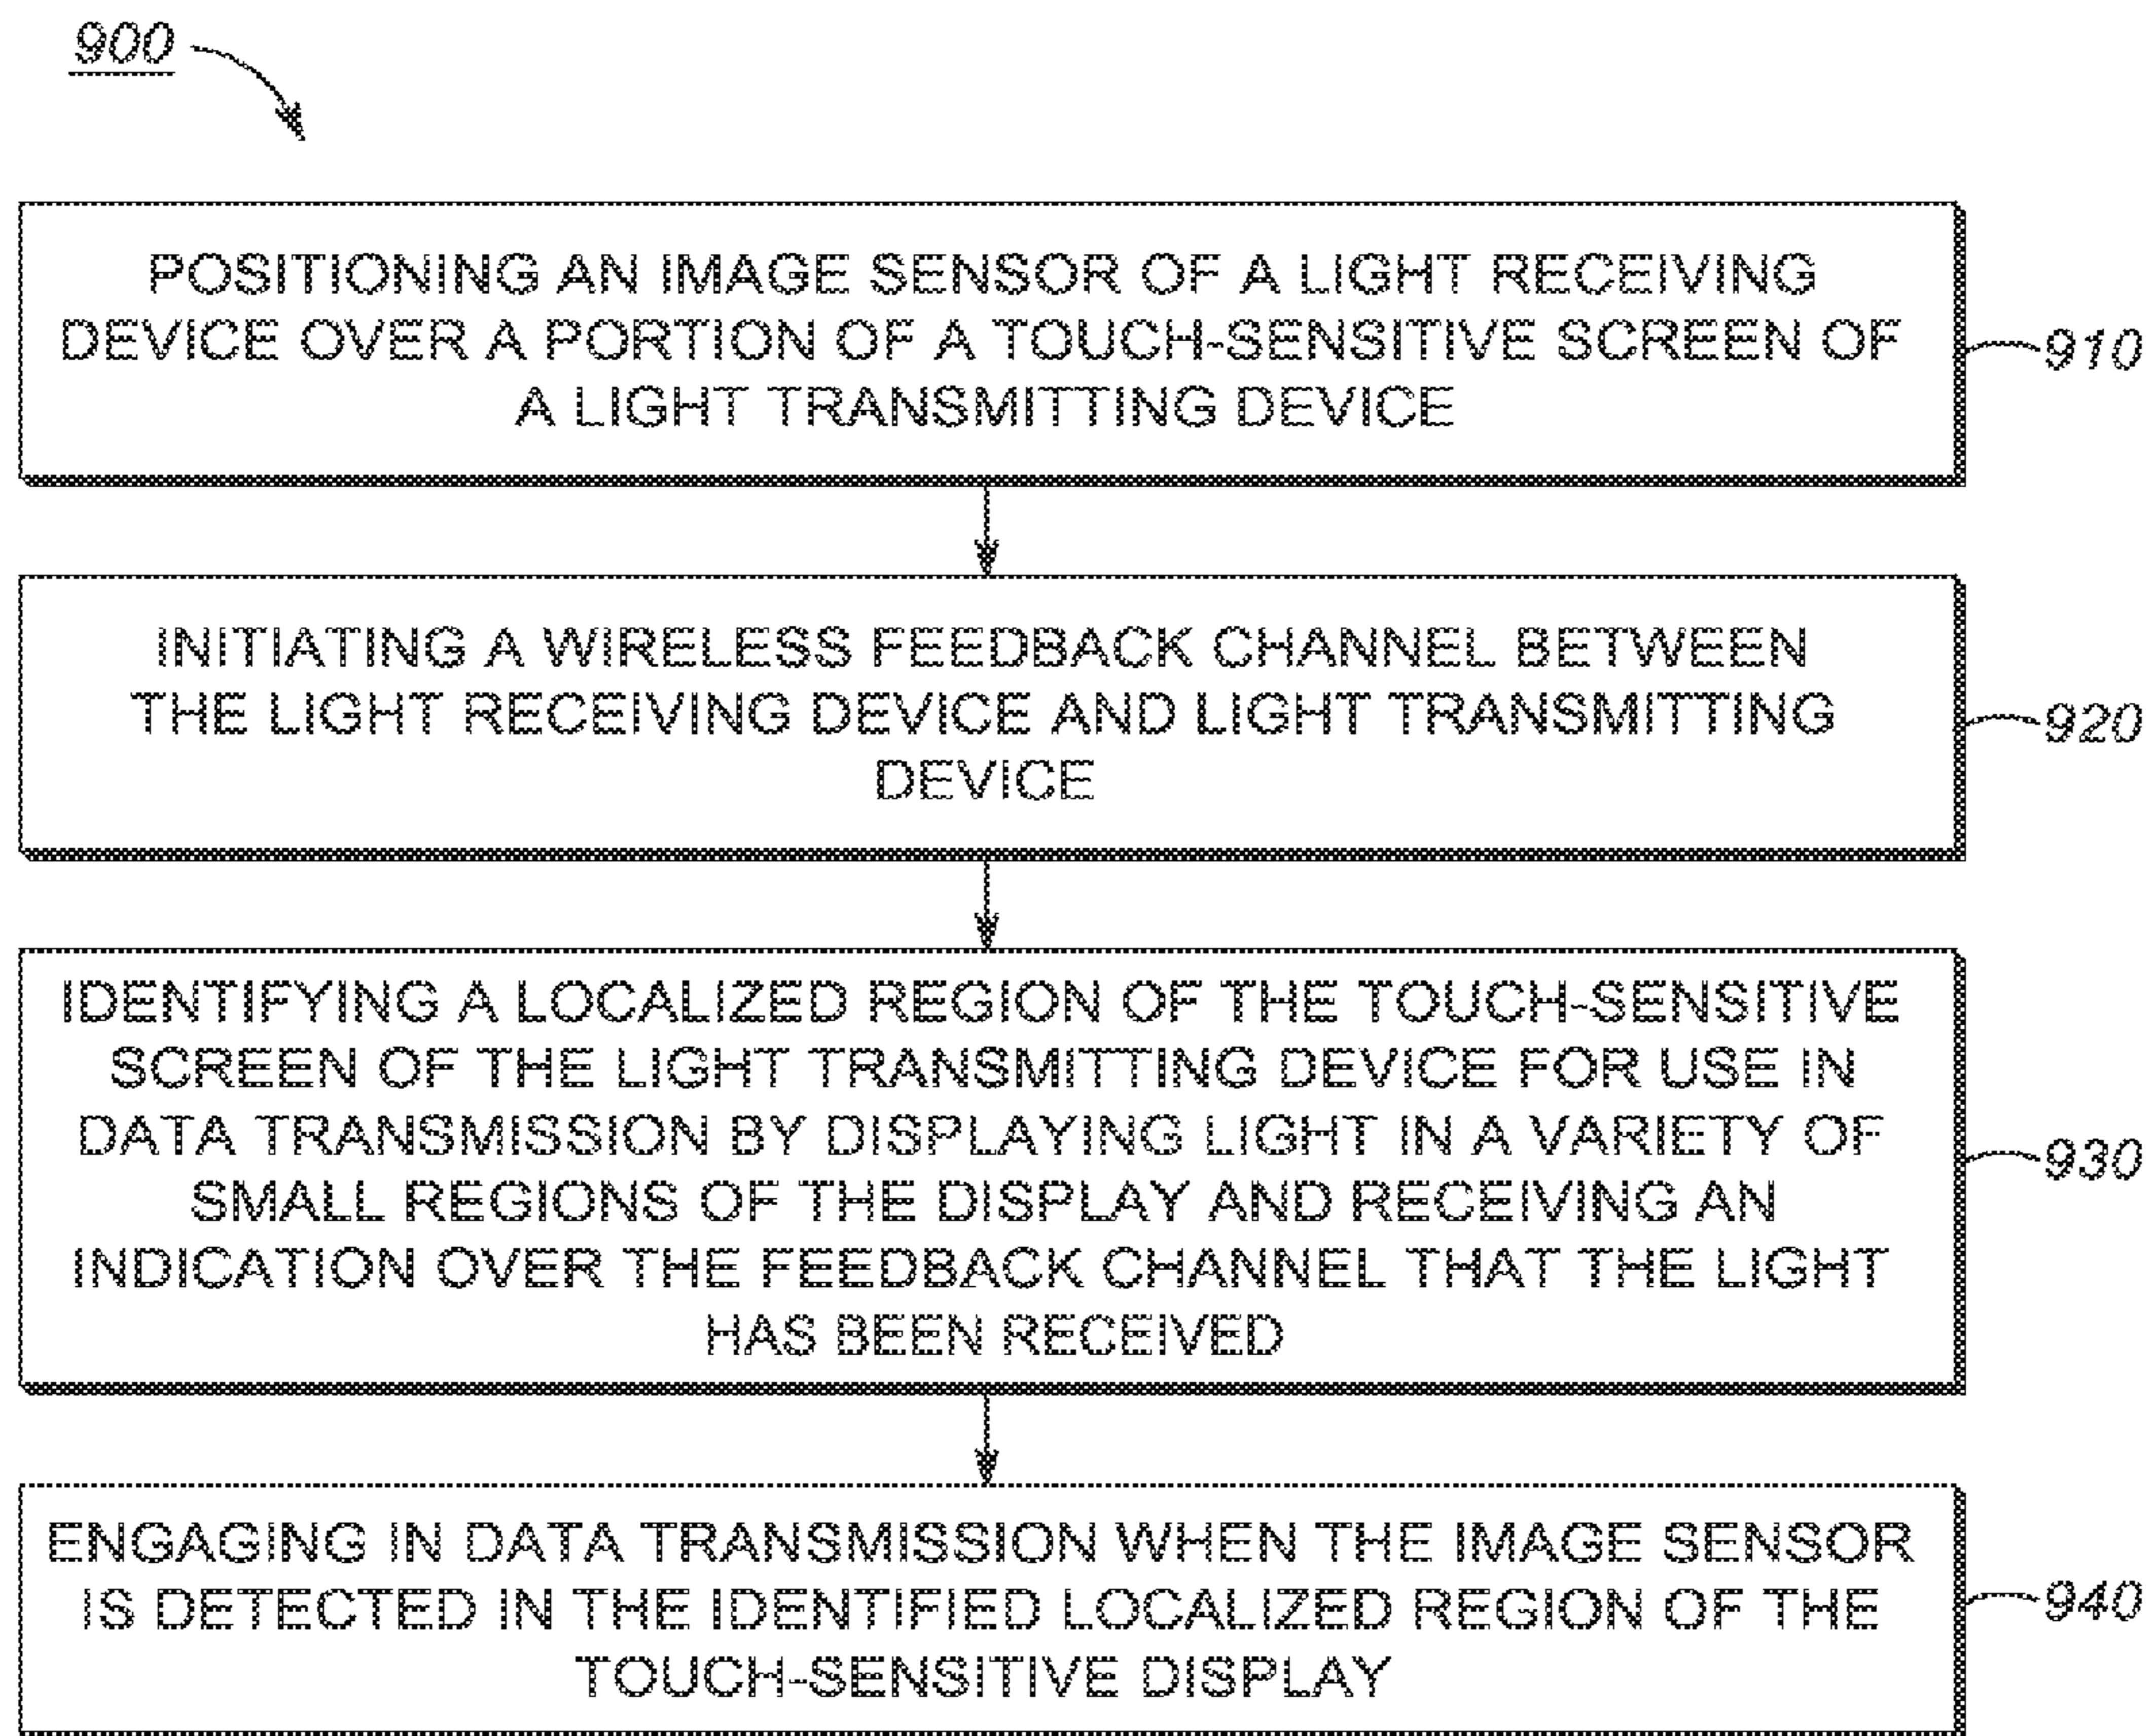 900
POSITIONING AN IMAGE SENSOR OF A LIGHT RECEIVING
DEVICE OVER A PORTION OF A TOUCH-SENSITIVE SCREEN OF
A LIGHT TRANSMITTING DEVICE
910
INITIATING A WIRELESS FEEDBACK CHANNEL BETWEEN
THE LIGHT RECEIVING DEVICE AND LIGHT TRANSMITTING
DEVICE
920
IDENTIFYING A LOCALIZED REGION OF THE TOUCH-SENSITIVE
SCREEN OF THE LIGHT TRANSMITTING DEVICE FOR USE IN
DATA TRANSMISSION BY DISPLAYING LIGHT IN A VARIETY OF
SMALL REGIONS OF THE DISPLAY AND RECEIVING AN
INDICATION OVER THE FEEDBACK CHANNEL THAT THE LIGHT
HAS BEEN RECEIVED
930
ENGAGING IN DATA TRANSMISSION WHEN THE IMAGE SENSOR
IS DETECTED IN THE IDENTIFIED LOCALIZED REGION OF THE
TOUCH-SENSITIVE DISPLAY
940